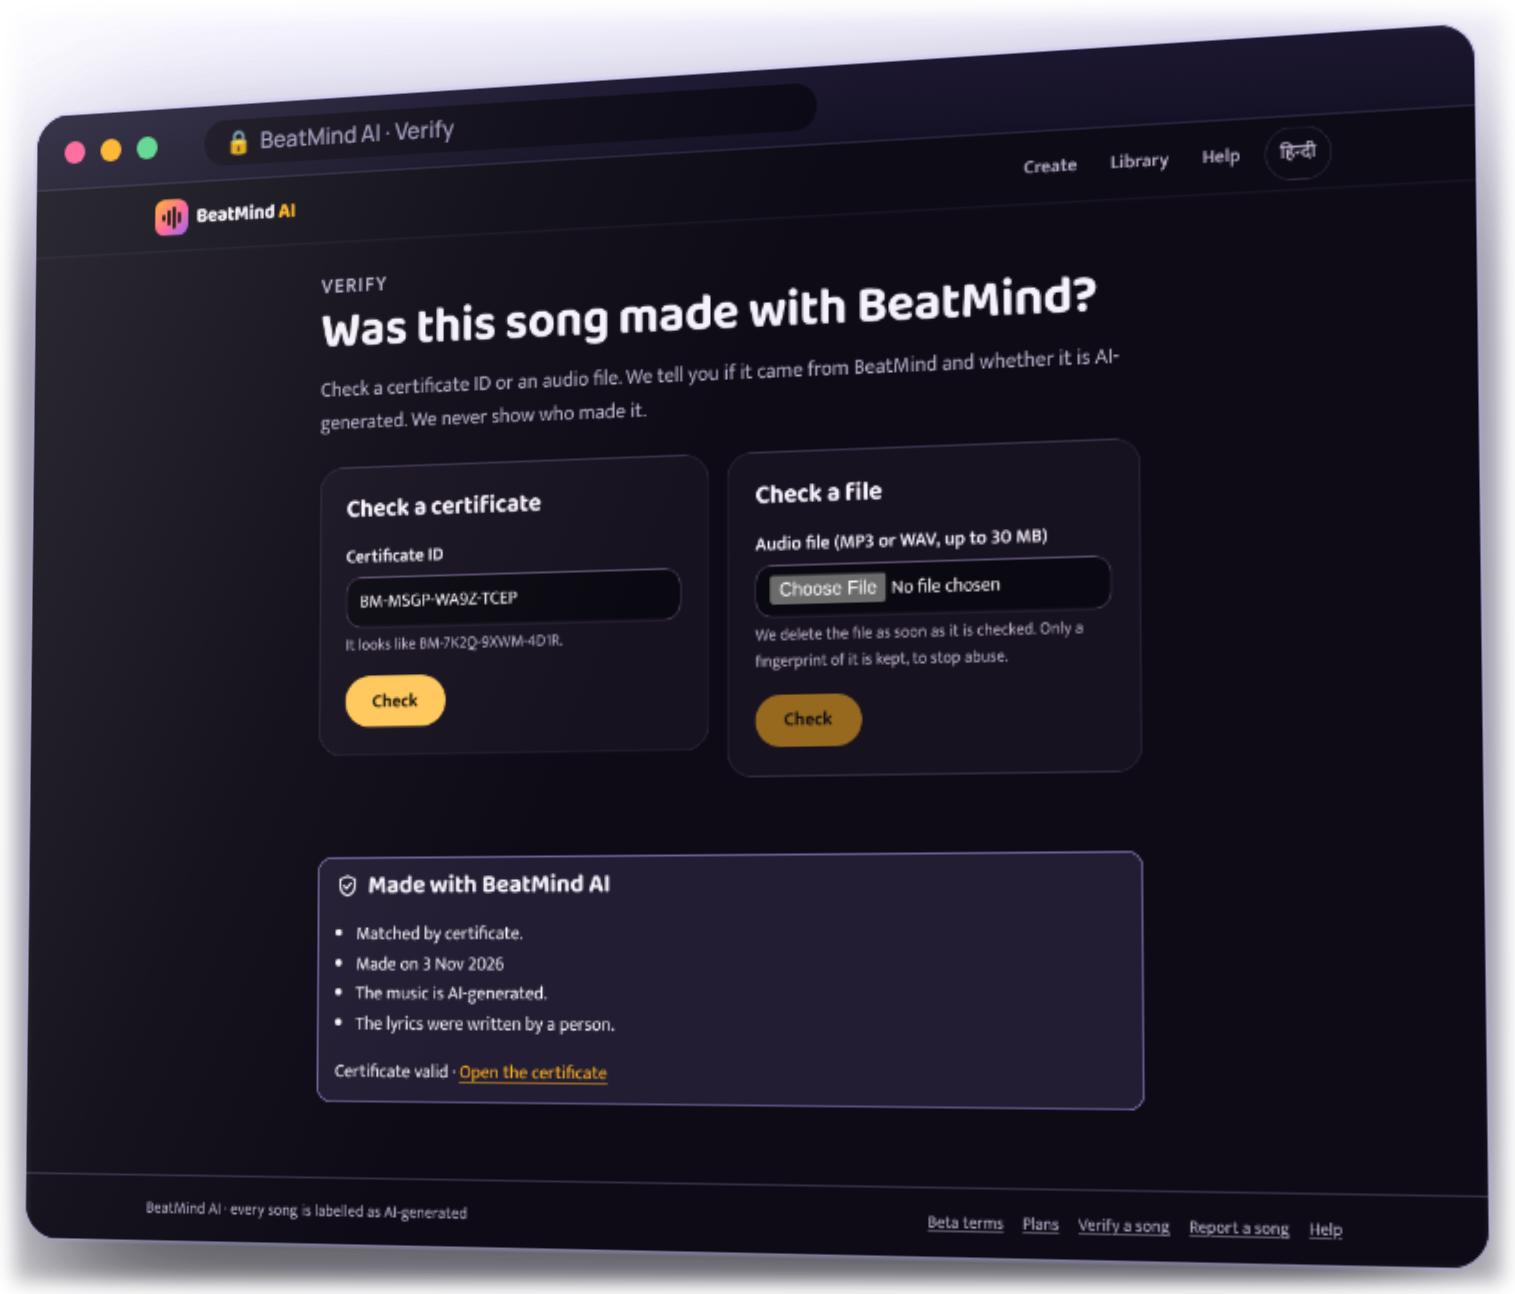 BeatMind AI · Verify
BeatMind AI
Create Library Help हिन्दी
VERIFY
Was this song made with BeatMind?
Check a certificate ID or an audio file. We tell you if it came from BeatMind and whether it is AI-
generated. We never show who made it.
Check a certificate
Certificate ID
BM-MSGP-WA9Z-TCEP
It looks like BM-7K2Q-9XWM-4D1R.
Check
Check a file
Audio file (MP3 or WAV, up to 30 MB)
Choose File No file chosen
We delete the file as soon as it is checked. Only a
fingerprint of it is kept, to stop abuse.
Check
Made with BeatMind AI
• Matched by certificate.
• Made on 3 Nov 2026
• The music is AI-generated.
• The lyrics were written by a person.
Certificate valid · Open the certificate
BeatMind AI · every song is labelled as AI-generated
Beta terms Plans Verify a song Report a song Help